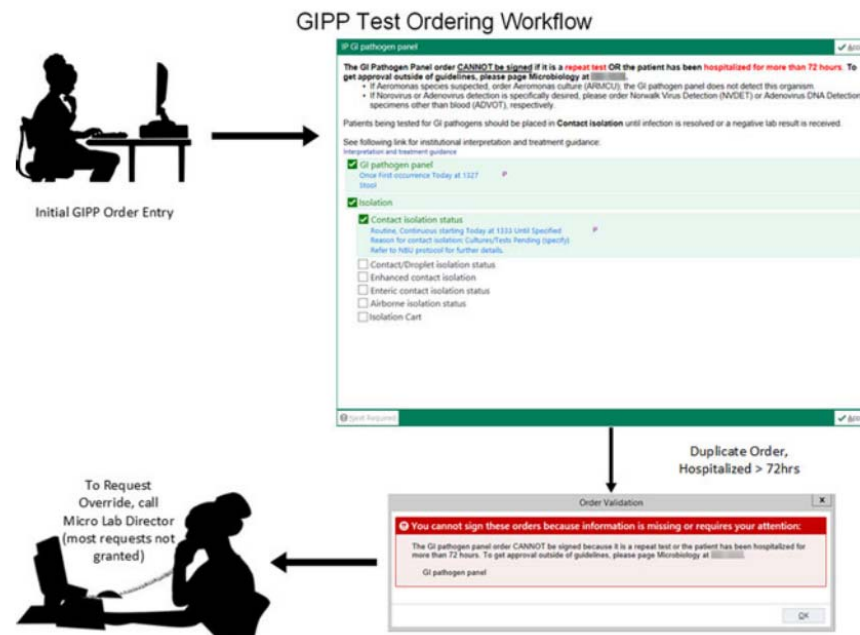 GIPP Test Ordering Workflow
IP GI pathogen panel
The GI Pathogen Panel order CANNOT be signed if it is a repeat test OR the patient has been hospitalized for more than 72 hours. To
get approval outside of guidelines, please page Microbiology at
• If Aeromonas species suspected, order Aeromonas culture (ARMCU); the GI pathogen panel does not detect this organism.
• If Norovirus or Adenovirus detection is specifically desired, please order Norwalk Virus Detection (NVDET) or Adenovirus DNA Detection
specimens other than blood (ADVOT), respectively.
Patients being tested for GI pathogens should be placed in Contact isolation until infection is resolved or a negative lab result is received.
See following link for institutional interpretation and treatment guidance:
Interpretation and treatment guidance
GI pathogen panel
Once First occurrence Today at 1327
P
Stool
Isolation
Contact isolation status
Routine, Continuous starting Today at 1333 Until Specified
P
Reason for contact isolation: Cultures/Tests Pending (specify)
Refer to NBU protocol for further details.
Contact/Droplet isolation status
Enhanced contact isolation
Enteric contact isolation status
Airborne isolation status
Isolation Cart
Next Required
Initial GIPP Order Entry
Duplicate Order,
Hospitalized > 72hrs
Order Validation
X
You cannot sign these orders because information is missing or requires your attention:
The GI pathogen panel order CANNOT be signed because it is a repeat test or the patient has been hospitalized for
more than 72 hours. To get approval outside of guidelines, please page Microbiology at
GI pathogen panel
OK
To Request
Override, call
Micro Lab Director
(most requests not
granted)